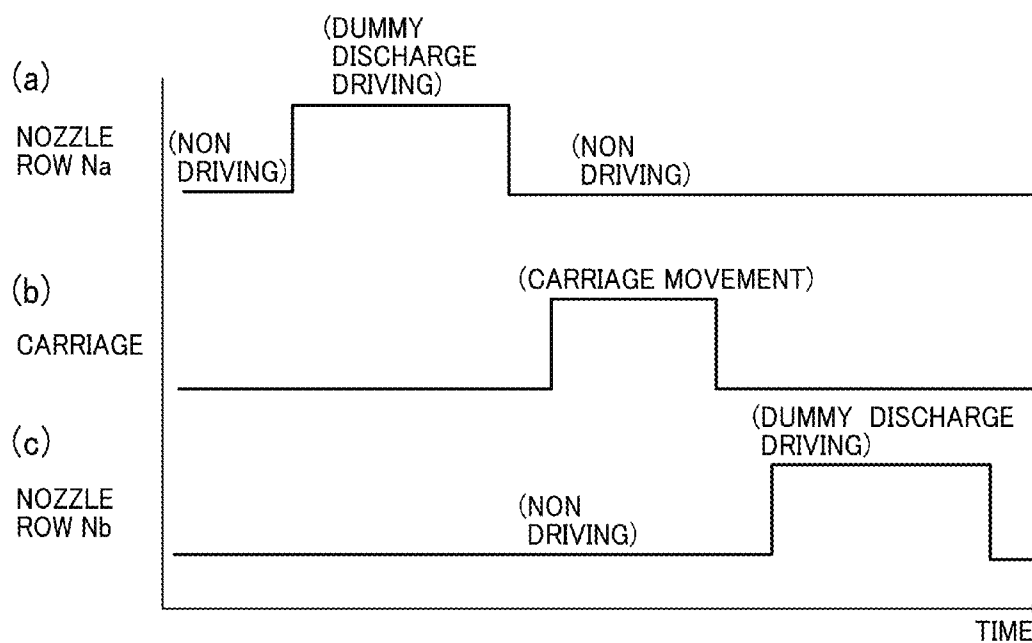 (a)
NOZZLE
ROW Na
(NON
DRIVING)
(DUMMY
DISCHARGE
DRIVING)
(NON
DRIVING)
(b)
CARRIAGE
(CARRIAGE MOVEMENT)
(c)
NOZZLE
ROW Nb
(NON
DRIVING)
(DUMMY DISCHARGE
DRIVING)
TIME